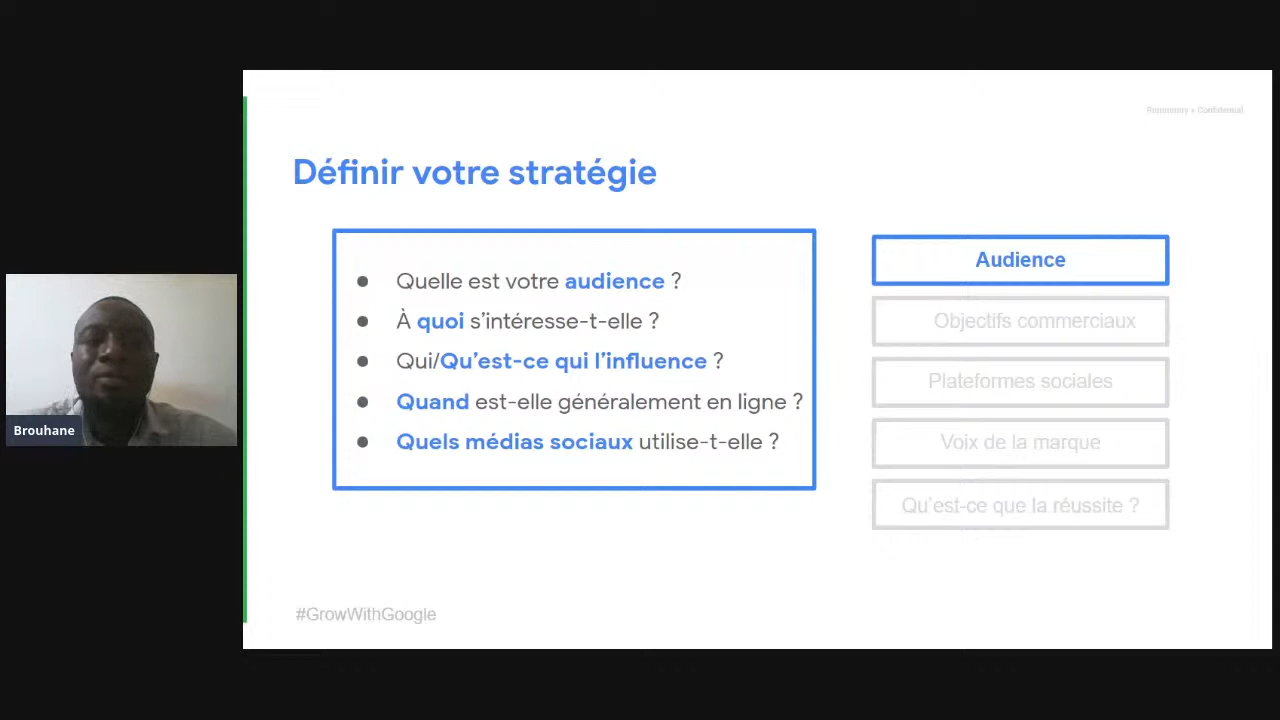 Proprietary + Confidential
Définir votre stratégie
● Quelle est votre audience ?
● À quoi s'intéresse-t-elle ?
● Qui/Qu'est-ce qui l'influence ?
● Quand est-elle généralement en ligne ?
● Quels médias sociaux utilise-t-elle ?
Audience
Objectifs commerciaux
Plateformes sociales
Voix de la marque
Qu'est-ce que la réussite ?
Brouhane
#GrowWithGoogle